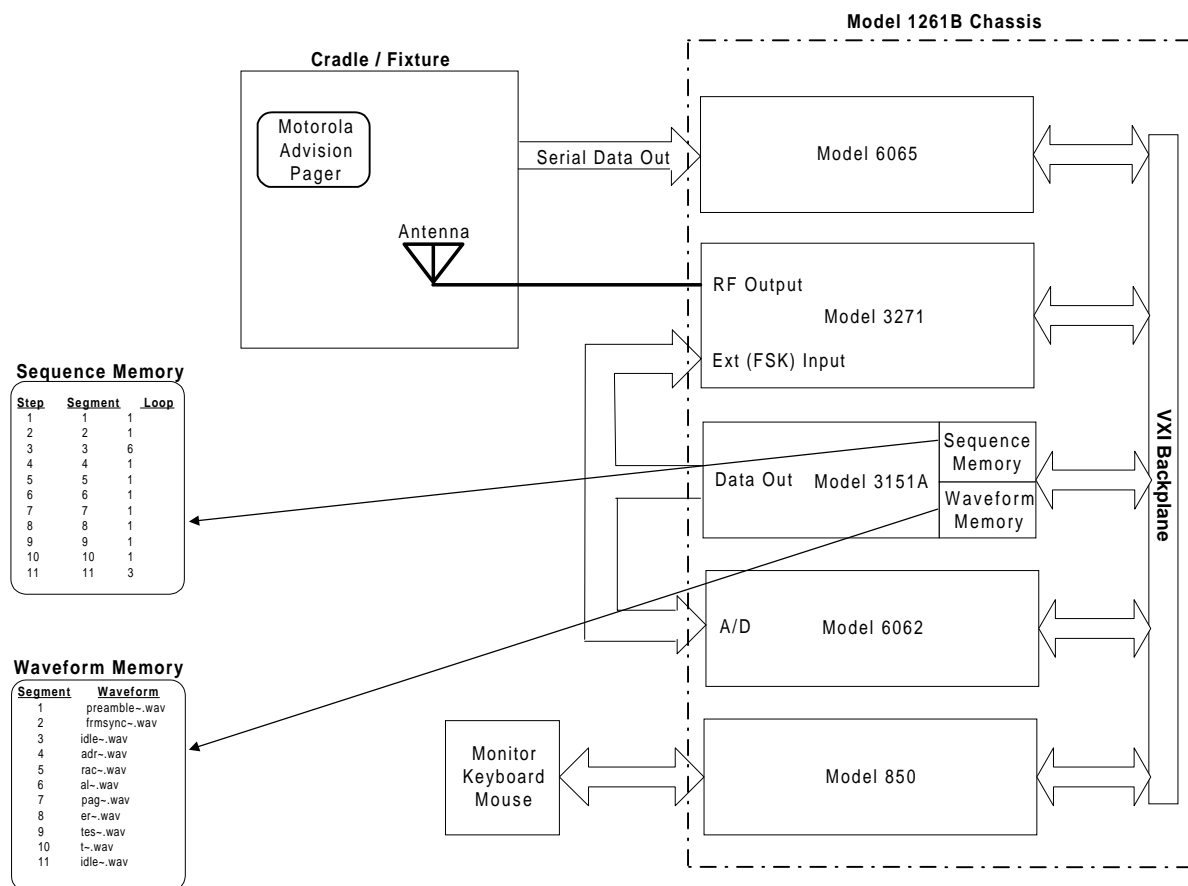 Model 1261B Chassis
Cradle / Fixture
Motorola
Advision
Pager
Serial Data Out
Model 6065
Antenna
RF Output
Model 3271
Ext (FSK) Input
Sequence Memory
Step Segment Loop
1 1 1
2 2 1
3 3 6
4 4 1
5 5 1
6 6 1
7 7 1
8 8 1
9 9 1
10 10 1
11 11 3
Data Out
Model 3151A
Sequence
Memory
Waveform
Memory
VXI Backplane
A/D
Model 6062
Waveform Memory
Segment Waveform
1 preamble~.wav
2 frmsync~.wav
3 idle~.wav
4 adr~.wav
5 rac~.wav
6 al~.wav
7 pag~.wav
8 er~.wav
9 tes~.wav
10 t~.wav
11 idle~.wav
Monitor
Keyboard
Mouse
Model 850